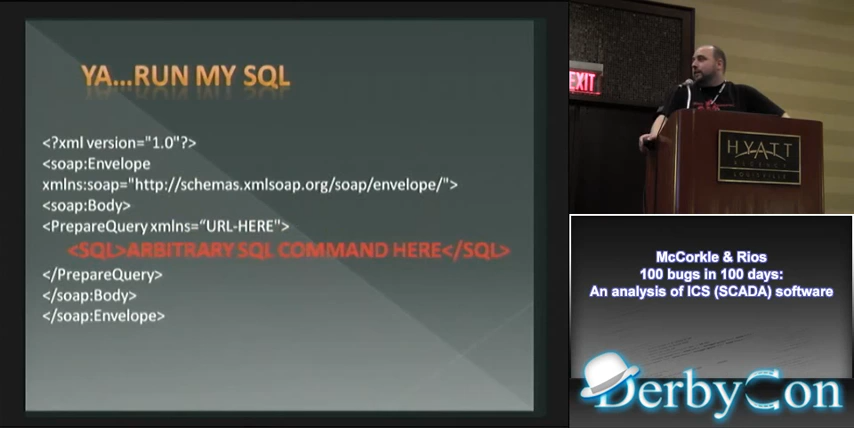 YA...RUN MY SQL
<?xml version="1.0"?>
<soap:Envelope
xmlns:soap="http://schemas.xmlsoap.org/soap/envelope/">
<soap:Body>
<PrepareQuery xmlns=“URL-HERE">
<SQL>ARBITRARY SQL COMMAND HERE</SQL>
</PrepareQuery>
</soap:Body>
</soap:Envelope>
EXIT
HYATT
REGENCY
LOUISVILLE
McCorkle & Rios
100 bugs in 100 days:
An analysis of ICS (SCADA) software
DerbyCon